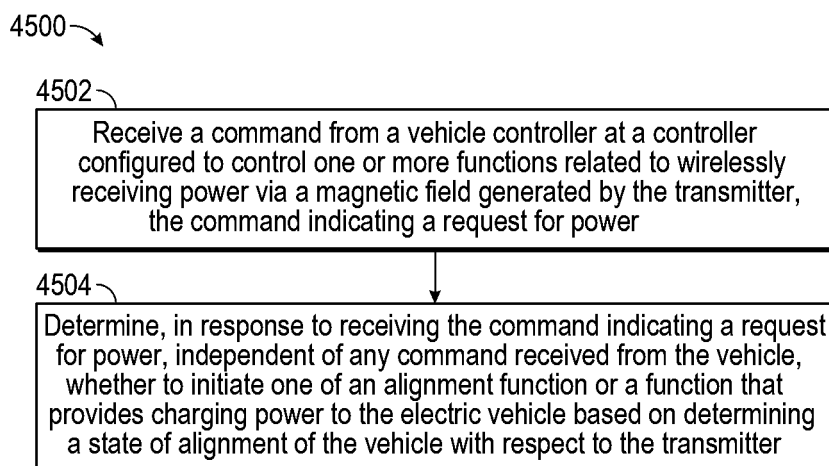 4500
4502
Receive a command from a vehicle controller at a controller
configured to control one or more functions related to wirelessly
receiving power via a magnetic field generated by the transmitter,
the command indicating a request for power
4504
Determine, in response to receiving the command indicating a request
for power, independent of any command received from the vehicle,
whether to initiate one of an alignment function or a function that
provides charging power to the electric vehicle based on determining
a state of alignment of the vehicle with respect to the transmitter